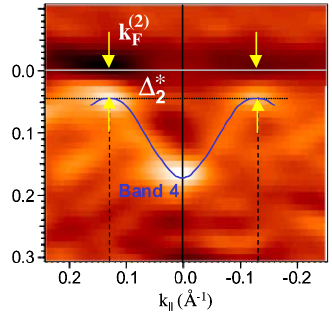 k_F^(2)
0.0
Δ_2^*
0.1
Band 4
0.2
0.3
0.2 0.1 0.0 -0.1 -0.2
k_∥ (Å⁻¹)